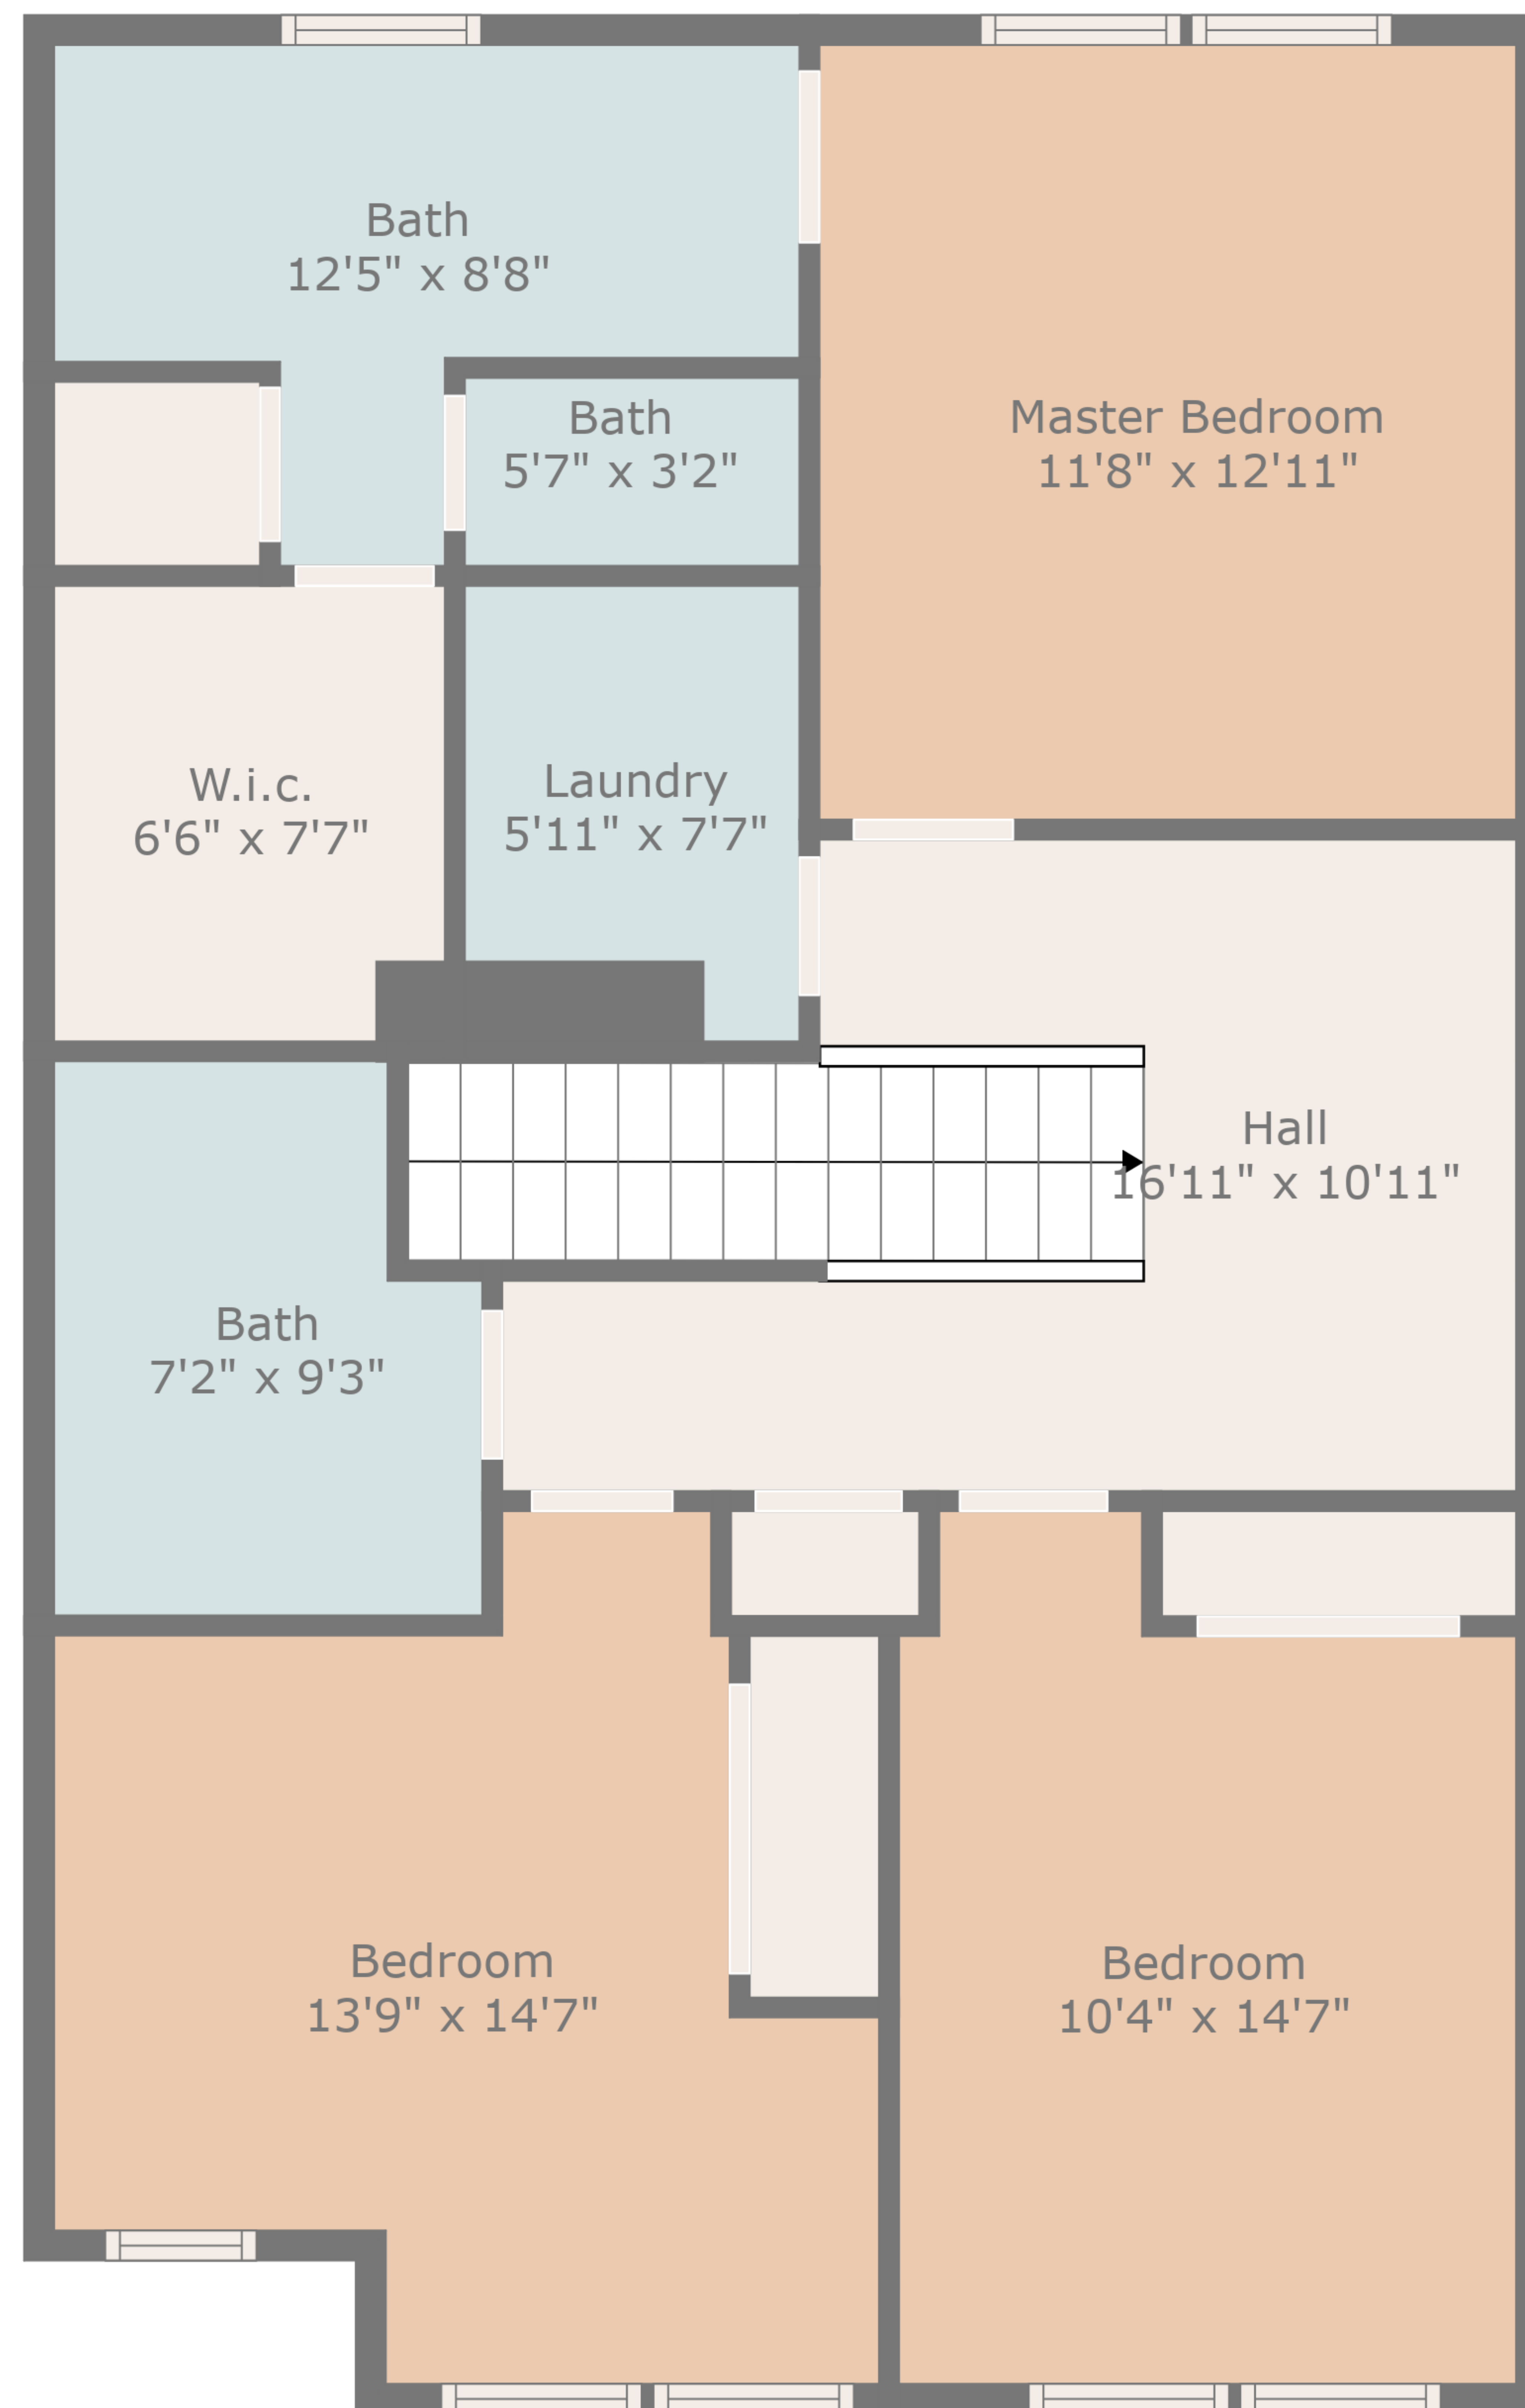 Bath
12'5" x 8'8"
Bath
5'7" x 3'2"
Master Bedroom
11'8" x 12'11"
W.i.c.
6'6" x 7'7"
Laundry
5'11" x 7'7"
Hall
16'11" x 10'11"
Bath
7'2" x 9'3"
Bedroom
13'9" x 14'7"
Bedroom
10'4" x 14'7"